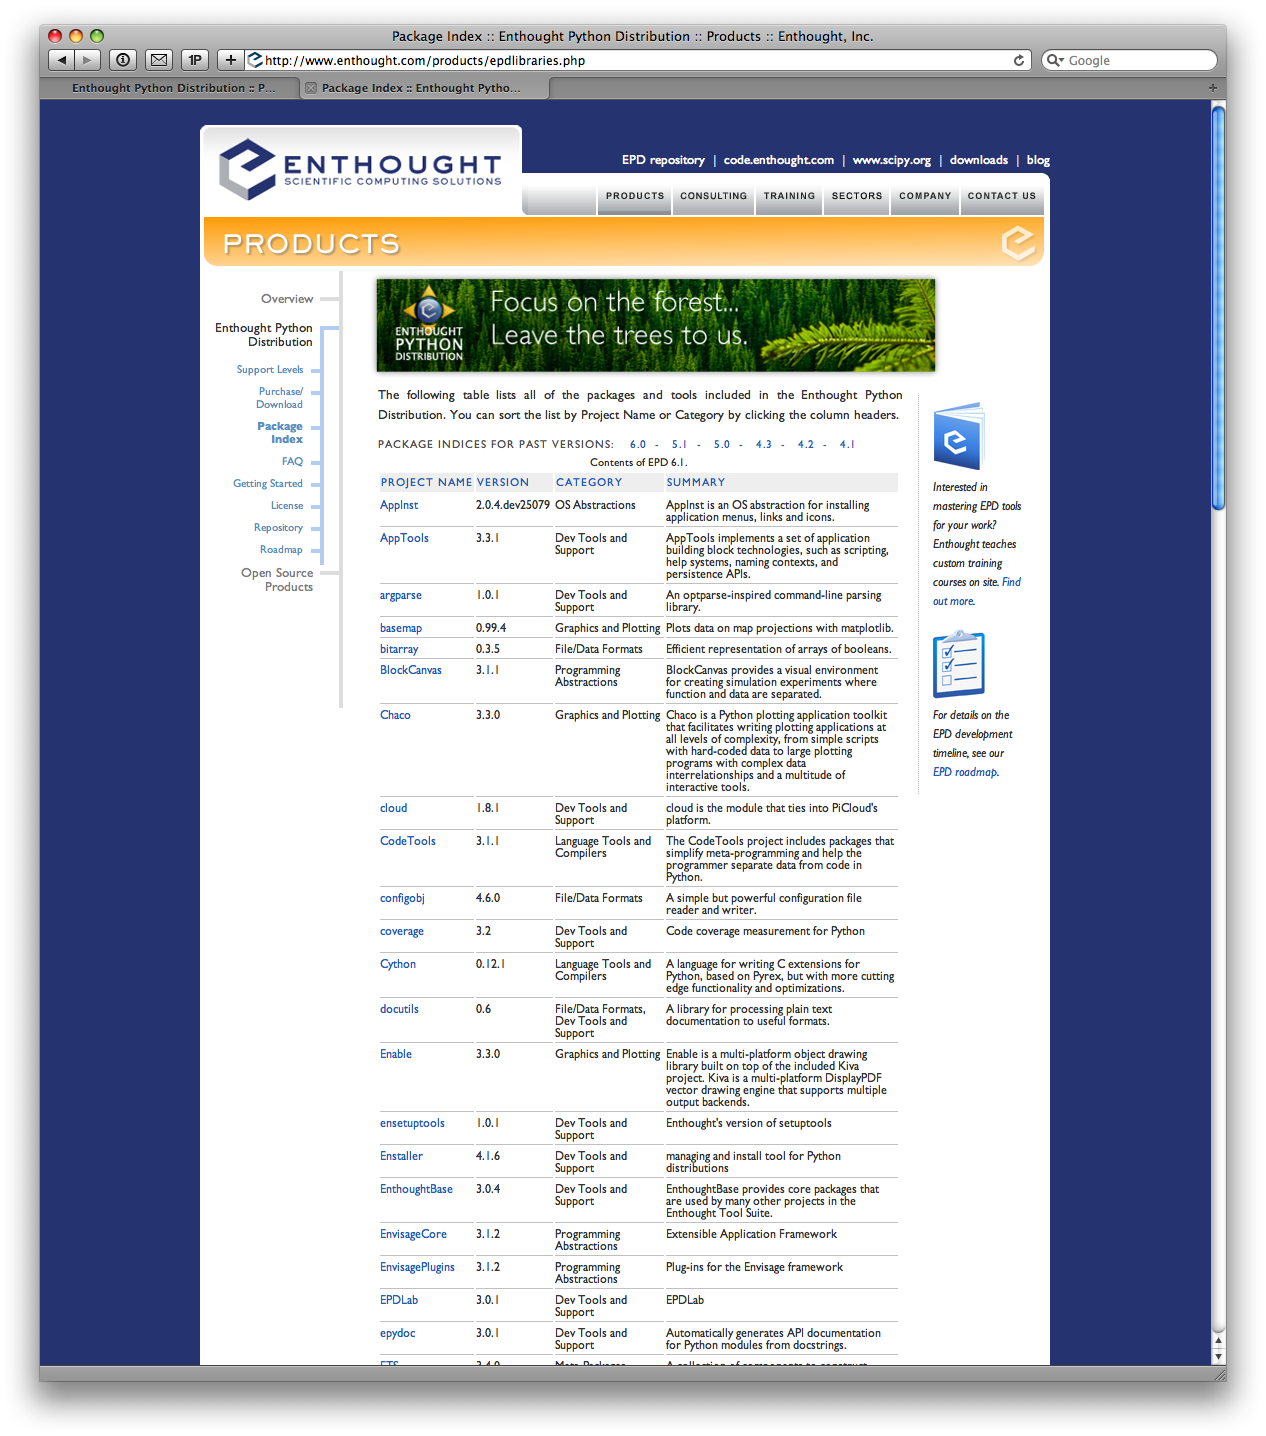 Package Index :: Enthought Python Distribution :: Products :: Enthought, Inc.
1P
http://www.enthought.com/products/epdlibraries.php
Google
Enthought Python Distribution :: P...
Package Index :: Enthought Pytho...
ENTHOUGHT
SCIENTIFIC COMPUTING SOLUTIONS
EPD repository | code.enthought.com | www.scipy.org | downloads | blog
PRODUCTS CONSULTING TRAINING SECTORS COMPANY CONTACT US
PRODUCTS
Overview
Enthought Python
Distribution
Support Levels
Purchase/
Download
Package
Index
FAQ
Getting Started
License
Repository
Roadmap
Open Source
Products
ENTHOUGHT
PYTHON
DISTRIBUTION
Focus on the forest...
Leave the trees to us.
The following table lists all of the packages and tools included in the Enthought Python
Distribution. You can sort the list by Project Name or Category by clicking the column headers.
PACKAGE INDICES FOR PAST VERSIONS: 6.0 - 5.1 - 5.0 - 4.3 - 4.2 - 4.1
Contents of EPD 6.1.
PROJECT NAME VERSION CATEGORY SUMMARY
AppInst 2.0.4.dev25079 OS Abstractions AppInst is an OS abstraction for installing
application menus, links and icons.
AppTools 3.3.1 Dev Tools and AppTools implements a set of application
Support building block technologies, such as scripting,
help systems, naming contexts, and
persistence APIs.
argparse 1.0.1 Dev Tools and An optparse-inspired command-line parsing
Support library.
basemap 0.99.4 Graphics and Plotting Plots data on map projections with matplotlib.
bitarray 0.3.5 File/Data Formats Efficient representation of arrays of booleans.
BlockCanvas 3.1.1 Programming BlockCanvas provides a visual environment
Abstractions for creating simulation experiments where
function and data are separated.
Chaco 3.3.0 Graphics and Plotting Chaco is a Python plotting application toolkit
that facilitates writing plotting applications at
all levels of complexity, from simple scripts
with hard-coded data to large plotting
programs with complex data
interrelationships and a multitude of
interactive tools.
cloud 1.8.1 Dev Tools and cloud is the module that ties into PiCloud's
Support platform.
CodeTools 3.1.1 Language Tools and The CodeTools project includes packages that
Compilers simplify meta-programming and help the
programmer separate data from code in
Python.
configobj 4.6.0 File/Data Formats A simple but powerful configuration file
reader and writer.
coverage 3.2 Dev Tools and Code coverage measurement for Python
Support
Cython 0.12.1 Language Tools and A language for writing C extensions for
Compilers Python, based on Pyrex, but with more cutting
edge functionality and optimizations.
docutils 0.6 File/Data Formats, A library for processing plain text
Dev Tools and documentation to useful formats.
Support
Enable 3.3.0 Graphics and Plotting Enable is a multi-platform object drawing
library built on top of the included Kiva
project. Kiva is a multi-platform DisplayPDF
vector drawing engine that supports multiple
output backends.
ensetuptools 1.0.1 Dev Tools and Enthought's version of setuptools
Support
Enstaller 4.1.6 Dev Tools and managing and install tool for Python
Support distributions
EnthoughtBase 3.0.4 Dev Tools and EnthoughtBase provides core packages that
Support are used by many other projects in the
Enthought Tool Suite.
EnvisageCore 3.1.2 Programming Extensible Application Framework
Abstractions
EnvisagePlugins 3.1.2 Programming Plug-ins for the Envisage framework
Abstractions
EPDLab 3.0.1 Dev Tools and EPDLab
Support
epydoc 3.0.1 Dev Tools and Automatically generates API documentation
Support for Python modules from docstrings.
ETS 3.4.0 Meta Packages A collection of components to construct
Interested in
mastering EPD tools
for your work?
Enthought teaches
custom training
courses on site. Find
out more.
For details on the
EPD development
timeline, see our
EPD roadmap.